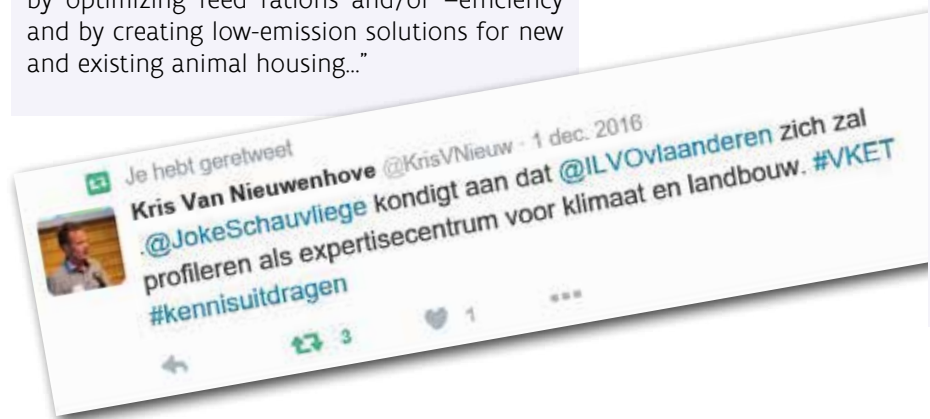 by optimizing feed rations and/or –efficiency
and by creating low-emission solutions for new
and existing animal housing…”
Je hebt geretweet
Kris Van Nieuwenhove @KrisVNieuw · 1 dec. 2016
.@JokeSchauvliege kondigt aan dat @ILVOvlaanderen zich zal
profileren als expertisecentrum voor klimaat en landbouw. #VKET
#kennisuitdragen
3 1